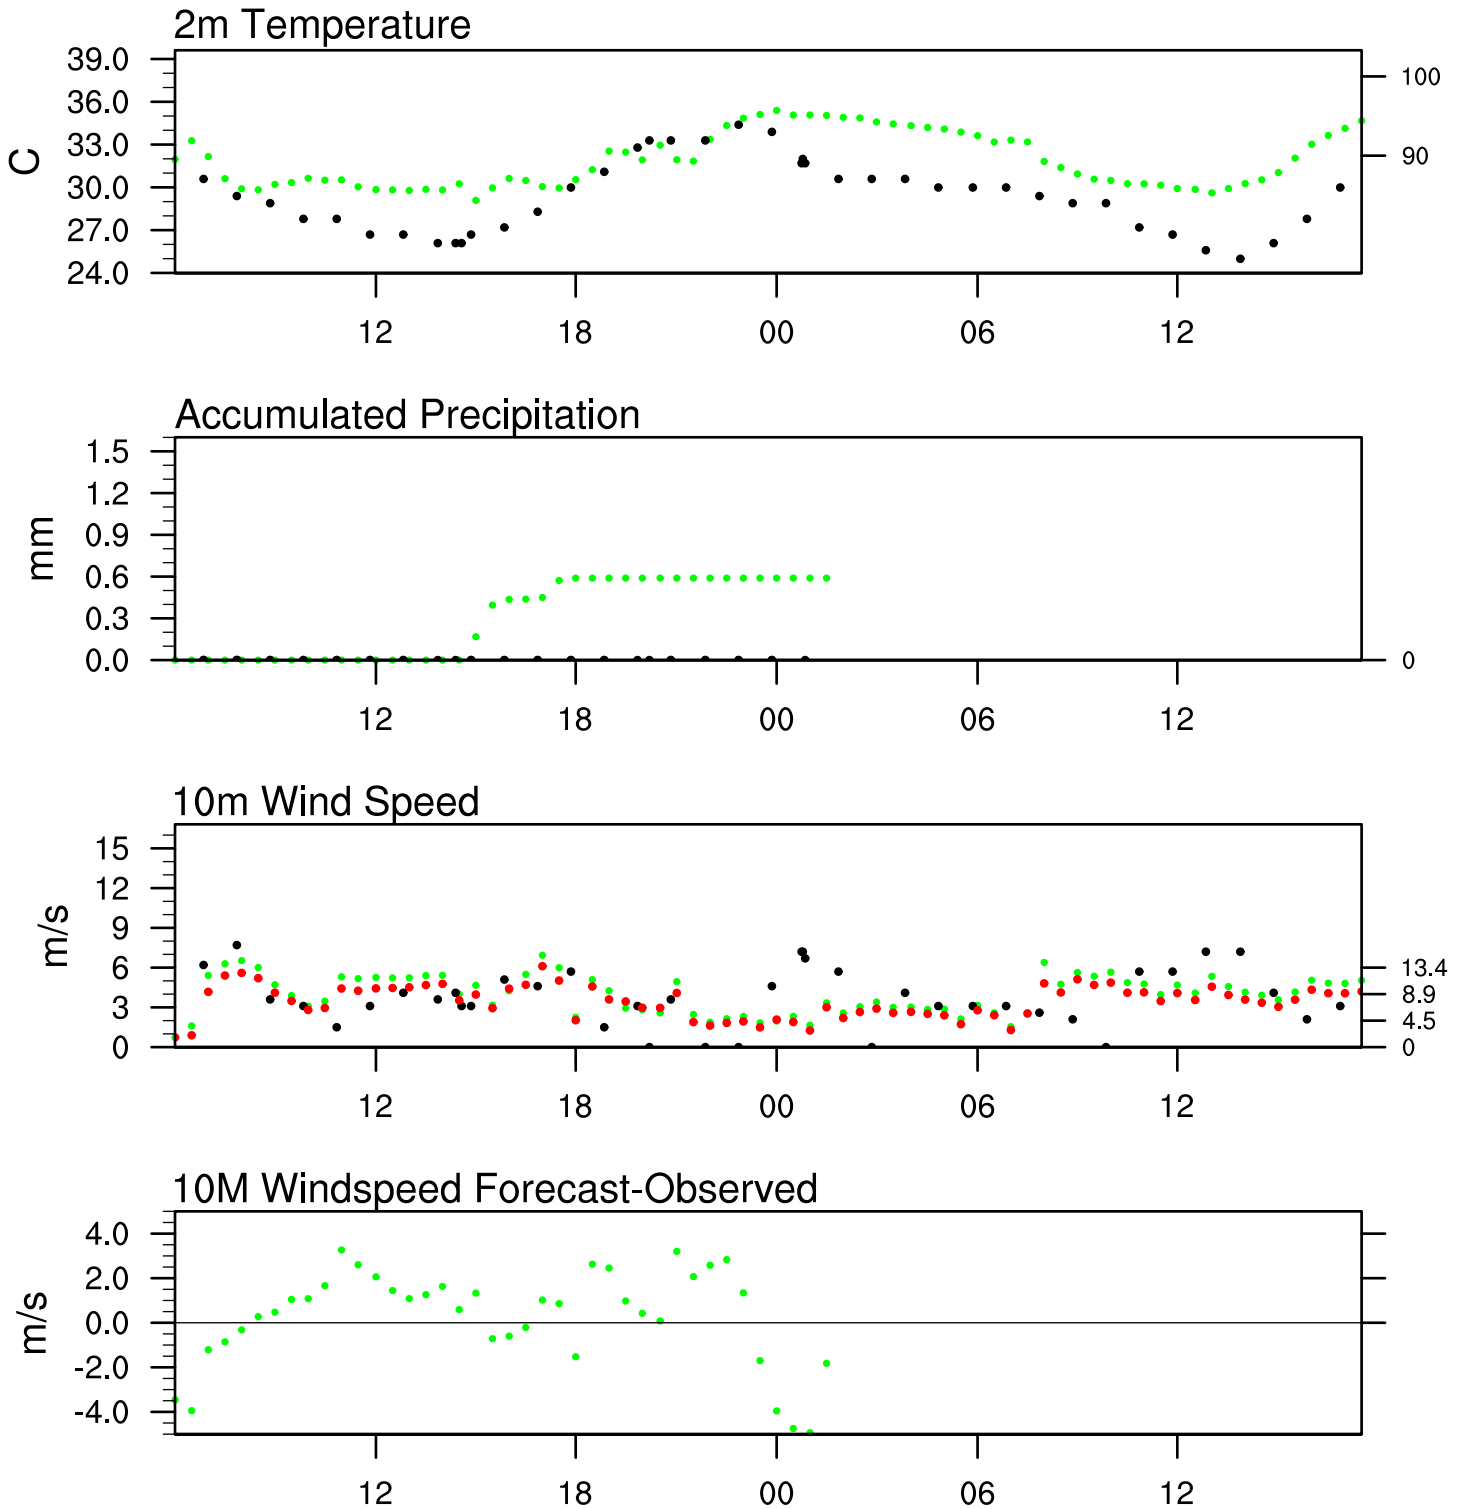 2m Temperature
39.0
36.0
33.0
30.0
27.0
24.0
C
100
90
12 18 00 06 12
Accumulated Precipitation
1.5
1.2
0.9
0.6
0.3
0.0
mm
0
12 18 00 06 12
10m Wind Speed
15
12
9
6
3
0
m/s
13.4
8.9
4.5
0
12 18 00 06 12
10M Windspeed Forecast-Observed
4.0
2.0
0.0
-2.0
-4.0
m/s
12 18 00 06 12